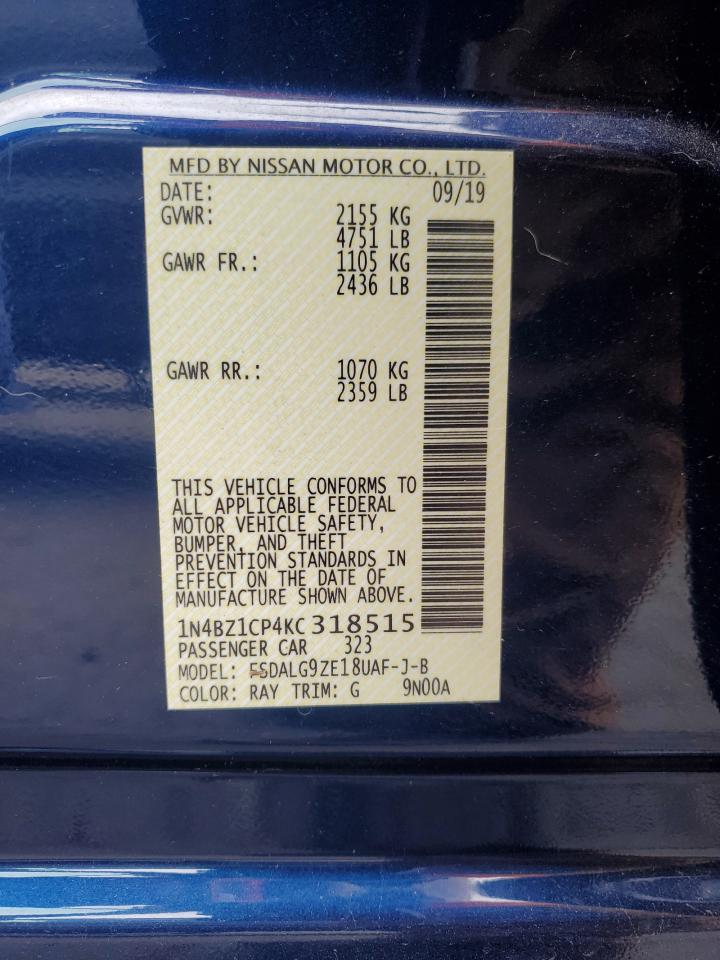 MFD BY NISSAN MOTOR CO., LTD.
DATE: 09/19
GVWR: 2155 KG
4751 LB
GAWR FR.: 1105 KG
2436 LB
GAWR RR.: 1070 KG
2359 LB
THIS VEHICLE CONFORMS TO
ALL APPLICABLE FEDERAL
MOTOR VEHICLE SAFETY,
BUMPER, AND THEFT
PREVENTION STANDARDS IN
EFFECT ON THE DATE OF
MANUFACTURE SHOWN ABOVE.
1N4BZ1CP4KC318515
PASSENGER CAR 323
MODEL: FSDALG9ZE18UAF-J-B
COLOR: RAY TRIM: G 9N00A